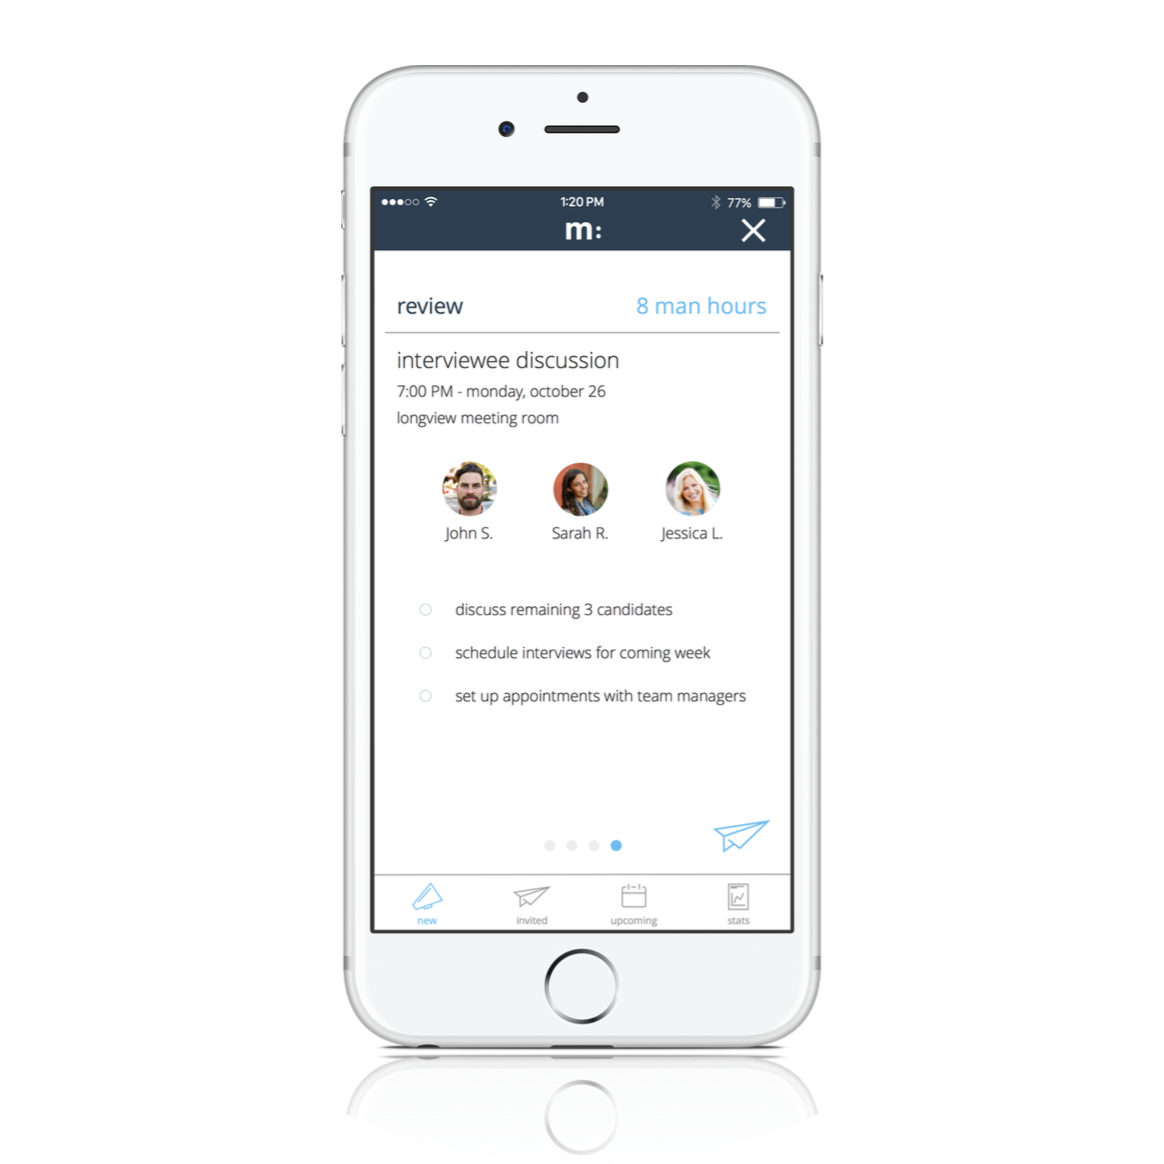 1:20 PM
77%
m:
review
8 man hours
interviewee discussion
7:00 PM - monday, october 26
longview meeting room
John S.
Sarah R.
Jessica L.
discuss remaining 3 candidates
schedule interviews for coming week
set up appointments with team managers
new
invited
upcoming
stats